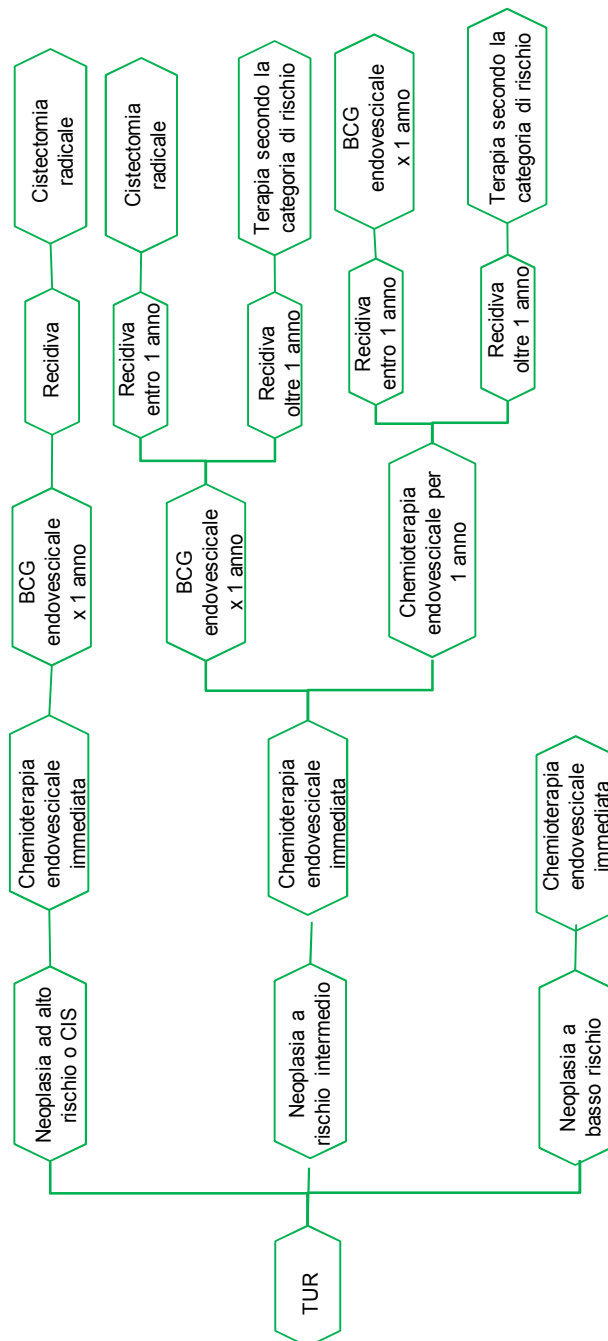 TUR
Neoplasia ad alto
rischio o CIS
Chemioterapia
endovescicale
immediata
BCG
endovescicale
x 1 anno
Recidiva
Cistectomia
radicale
Neoplasia a
rischio intermedio
Chemioterapia
endovescicale
immediata
BCG
endovescicale
x 1 anno
Recidiva
entro 1 anno
Cistectomia
radicale
Recidiva
oltre 1 anno
Terapia secondo la
categoria di rischio
Chemioterapia
endovescicale per
1 anno
Recidiva
entro 1 anno
BCG
endovescicale
x 1 anno
Recidiva
oltre 1 anno
Terapia secondo la
categoria di rischio
Neoplasia a
basso rischio
Chemioterapia
endovescicale
immediata